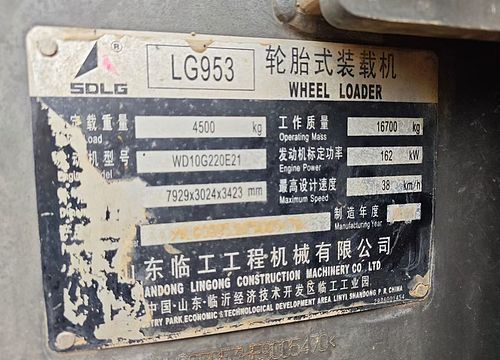 SDLG ® LG953 轮胎式装载机
WHEEL LOADER
定载重量 4500 kg 工作质量 16700 kg
Load Operating Mass
动机型号 WD10G220E21 发动机标定功率 162 kW
Engine Power
7929x3024x3423 mm 最高设计速度 38 km/h
Maximum Speed
制造年度
Manufacturing Year
山东临工工程机械有限公司
SHANDONG LINGONG CONSTRUCTION MACHINERY CO LTD
中国·山东·临沂经济技术开发区临工工业园
INDUSTRY PARK ECONOMIC & TECHNOLOGICAL DEVELOPMENT AREA LINYI SHANDONG P.R. CHINA